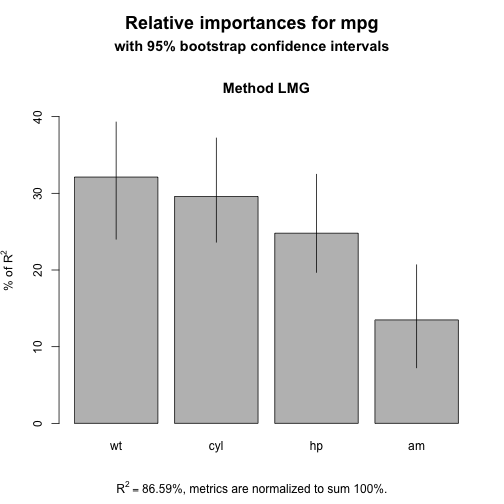 Relative importances for mpg
with 95% bootstrap confidence intervals
Method LMG
% of R²
40
30
20
10
0
wt cyl hp am
R² = 86.59%, metrics are normalized to sum 100%.